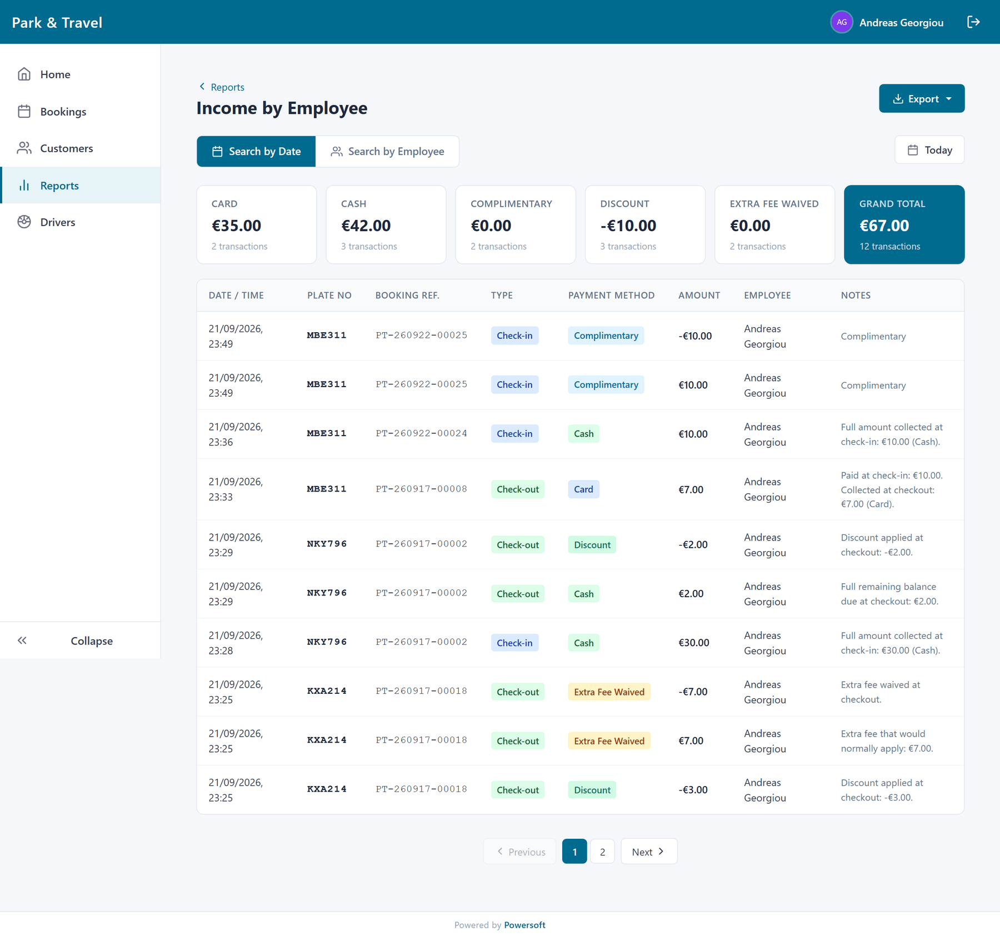 Park & Travel
AG
Andreas Georgiou
Home
Bookings
Customers
Reports
Drivers
Collapse
Reports
Income by Employee
Export
Search by Date
Search by Employee
Today
CARD
€35.00
2 transactions
CASH
€42.00
3 transactions
COMPLIMENTARY
€0.00
2 transactions
DISCOUNT
-€10.00
3 transactions
EXTRA FEE WAIVED
€0.00
2 transactions
GRAND TOTAL
€67.00
12 transactions
DATE / TIME PLATE NO BOOKING REF. TYPE PAYMENT METHOD AMOUNT EMPLOYEE NOTES
21/09/2026, 23:49 MBE311 PT-260922-00025 Check-in Complimentary -€10.00 Andreas Georgiou Complimentary
21/09/2026, 23:49 MBE311 PT-260922-00025 Check-in Complimentary €10.00 Andreas Georgiou Complimentary
21/09/2026, 23:36 MBE311 PT-260922-00024 Check-in Cash €10.00 Andreas Georgiou Full amount collected at check-in: €10.00 (Cash).
21/09/2026, 23:33 MBE311 PT-260917-00008 Check-out Card €7.00 Andreas Georgiou Paid at check-in: €10.00. Collected at checkout: €7.00 (Card).
21/09/2026, 23:29 NKY796 PT-260917-00002 Check-out Discount -€2.00 Andreas Georgiou Discount applied at checkout: -€2.00.
21/09/2026, 23:29 NKY796 PT-260917-00002 Check-out Cash €2.00 Andreas Georgiou Full remaining balance due at checkout: €2.00.
21/09/2026, 23:28 NKY796 PT-260917-00002 Check-in Cash €30.00 Andreas Georgiou Full amount collected at check-in: €30.00 (Cash).
21/09/2026, 23:25 KXA214 PT-260917-00018 Check-out Extra Fee Waived -€7.00 Andreas Georgiou Extra fee waived at checkout.
21/09/2026, 23:25 KXA214 PT-260917-00018 Check-out Extra Fee Waived €7.00 Andreas Georgiou Extra fee that would normally apply: €7.00.
21/09/2026, 23:25 KXA214 PT-260917-00018 Check-out Discount -€3.00 Andreas Georgiou Discount applied at checkout: -€3.00.
Previous 1 2 Next
Powered by Powersoft